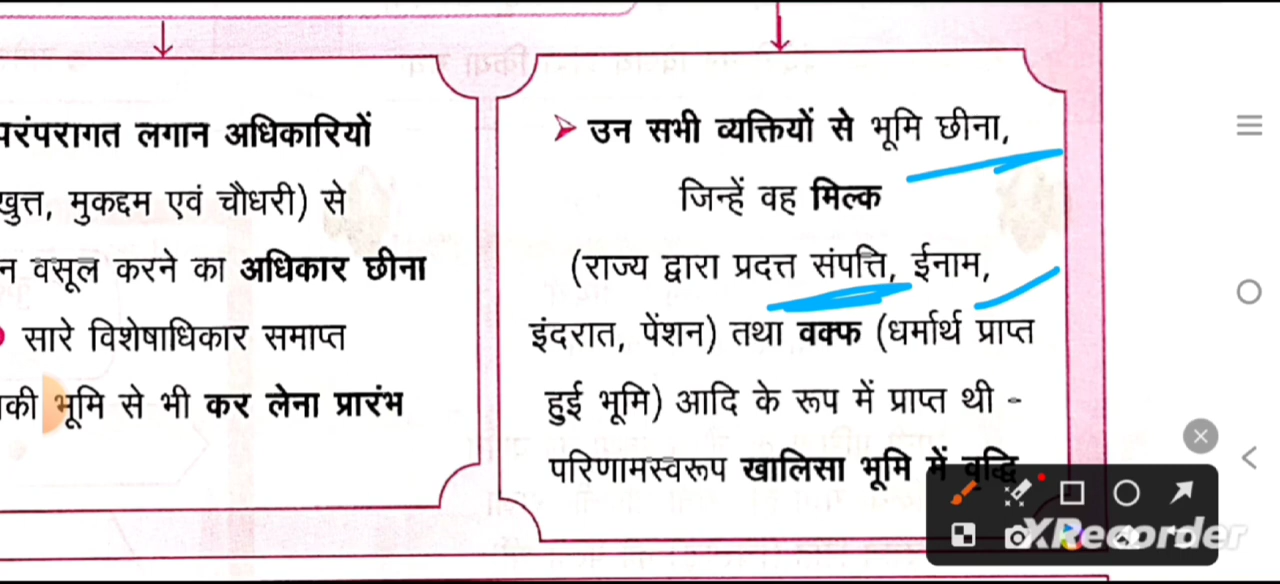 परंपरागत लगान अधिकारियों
खुत्त, मुकद्दम एवं चौधरी) से
न वसूल करने का अधिकार छीना
सारे विशेषाधिकार समाप्त
की भूमि से भी कर लेना प्रारंभ
➢ उन सभी व्यक्तियों से भूमि छीना,
जिन्हें वह मिल्क
(राज्य द्वारा प्रदत्त संपत्ति, ईनाम,
इंदरात, पेंशन) तथा वक्फ (धर्मार्थ प्राप्त
हुई भूमि) आदि के रूप में प्राप्त थी -
परिणामस्वरूप खालिसा भूमि में वृद्धि
XRecorder